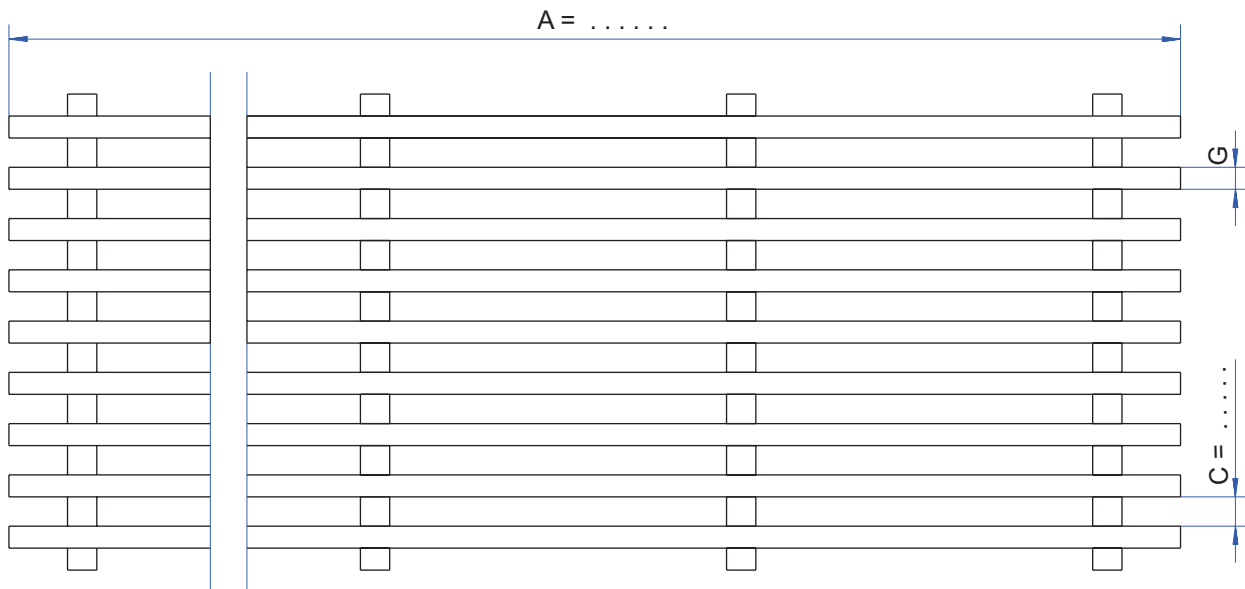 A = . . . . . .
G
C = . . . . . .